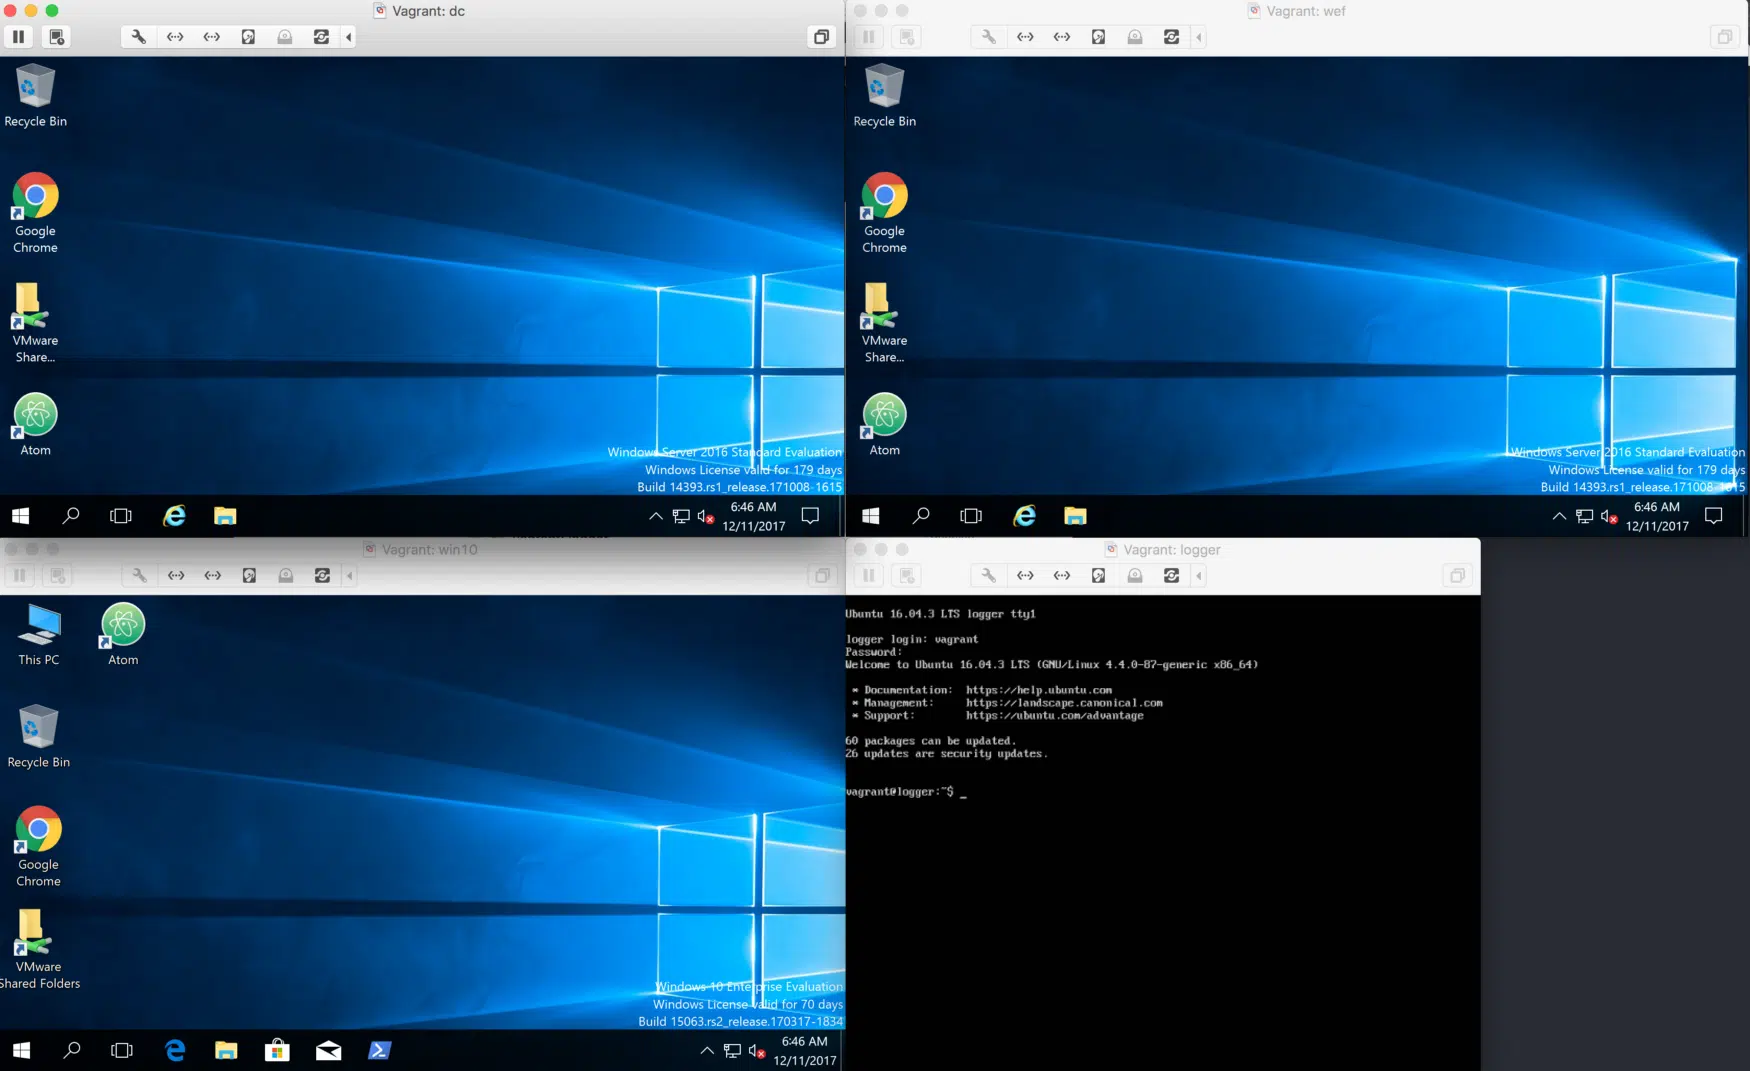 Vagrant: dc
Recycle Bin
Google
Chrome
VMware
Share...
Atom
Windows Server 2016 Standard Evaluation
Windows License valid for 179 days
Build 14393.rs1_release.171008-1615
6:46 AM
12/11/2017
Vagrant: wef
Recycle Bin
Google
Chrome
VMware
Share...
Atom
Windows Server 2016 Standard Evaluation
Windows License valid for 179 days
Build 14393.rs1_release.171008-1615
6:46 AM
12/11/2017
Vagrant: win10
This PC
Atom
Recycle Bin
Google
Chrome
VMware
Shared Folders
Windows 10 Enterprise Evaluation
Windows License valid for 70 days
Build 15063.rs2_release.170317-1834
6:46 AM
12/11/2017
Vagrant: logger
Ubuntu 16.04.3 LTS logger tty1
logger login: vagrant
Password:
Welcome to Ubuntu 16.04.3 LTS (GNU/Linux 4.4.0-87-generic x86_64)
* Documentation:  https://help.ubuntu.com
* Management:     https://landscape.canonical.com
* Support:        https://ubuntu.com/advantage
60 packages can be updated.
26 updates are security updates.
vagrant@logger:~$ _